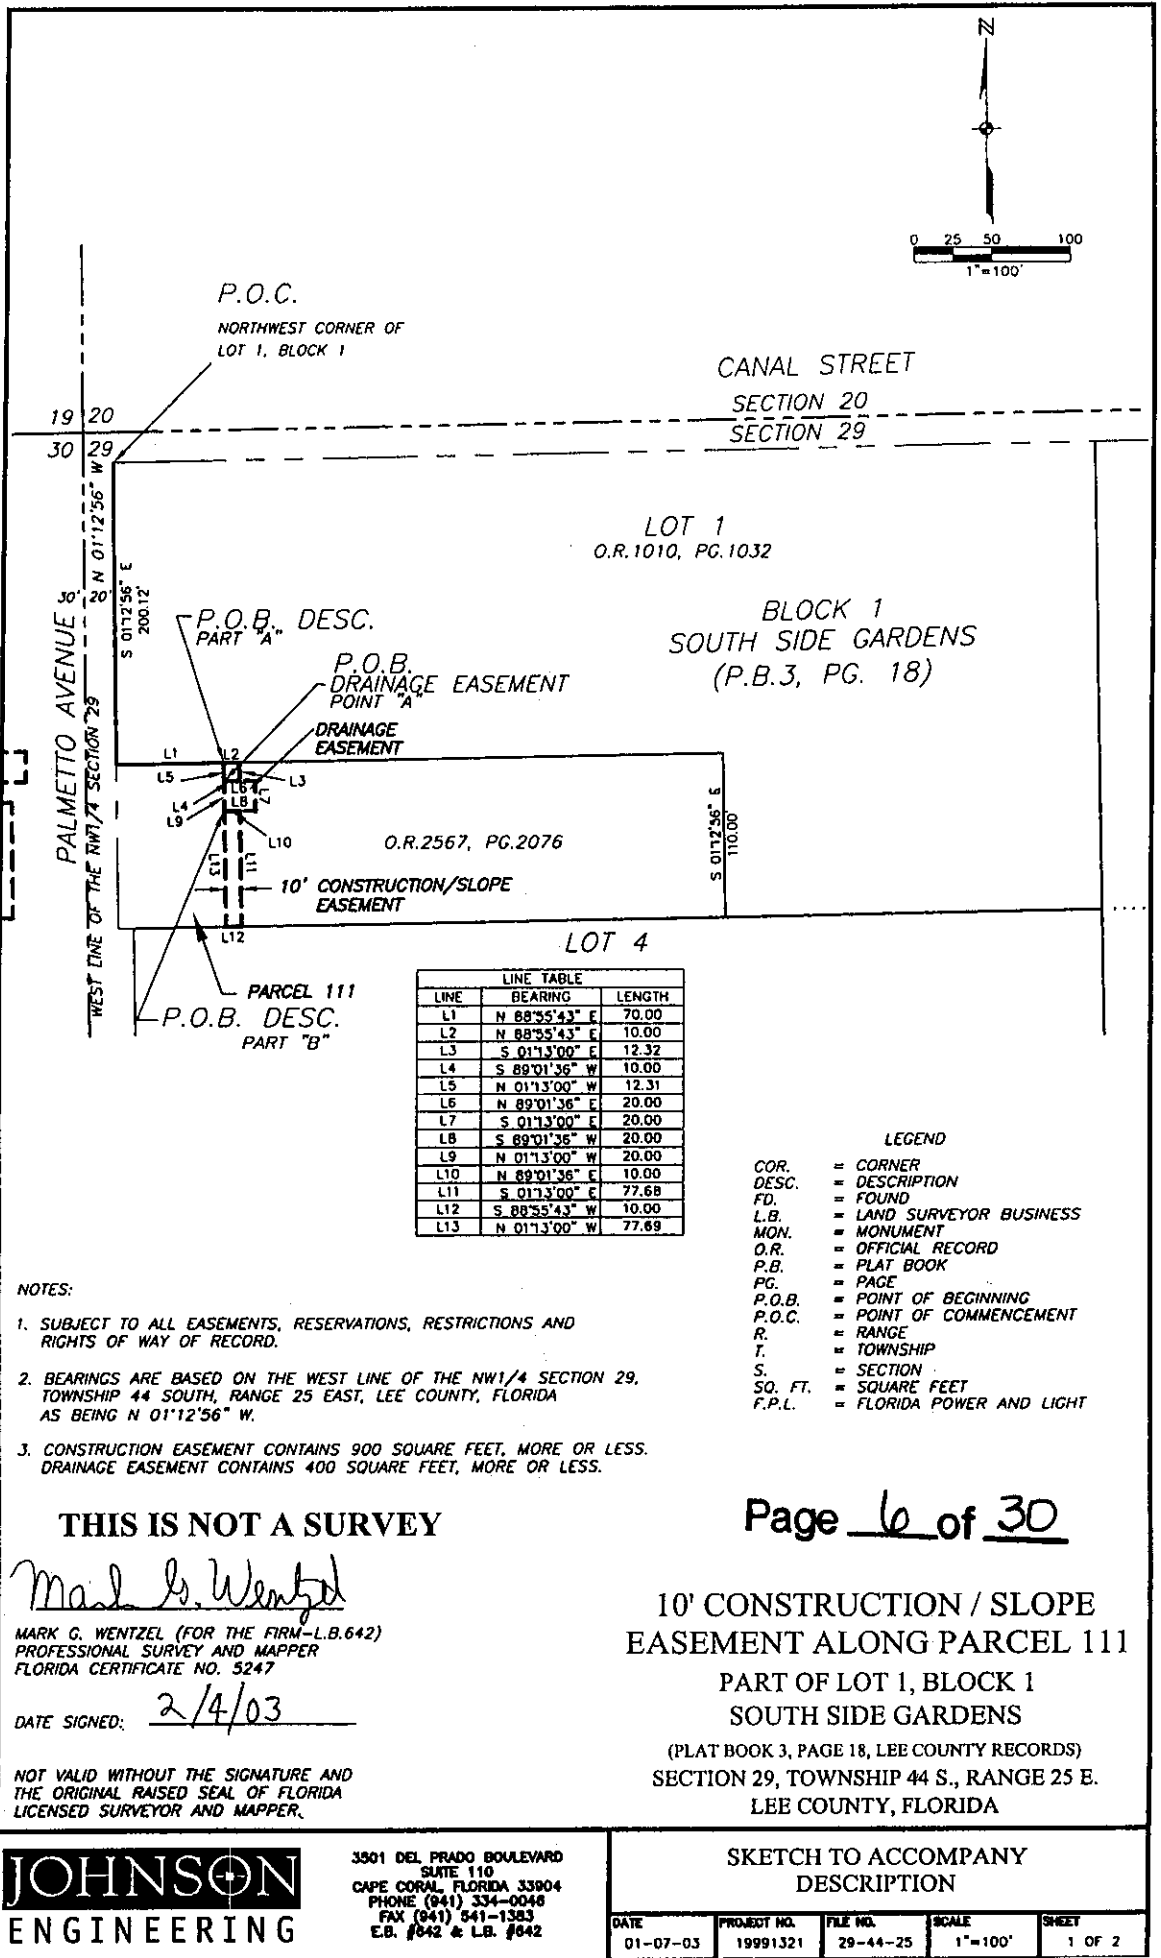 N
0 25 50 100
1"=100'
P.O.C.
NORTHWEST CORNER OF
LOT 1, BLOCK 1
CANAL STREET
SECTION 20
SECTION 29
19 20
30 29
N 01°12'56" W
S 01°12'56" E
200.12'
30' 20'
PALMETTO AVENUE
WEST LINE OF THE NW1/4 SECTION 29
LOT 1
O.R.1010, PG.1032
BLOCK 1
SOUTH SIDE GARDENS
(P.B.3, PG. 18)
P.O.B. DESC.
PART "A"
P.O.B.
DRAINAGE EASEMENT
POINT "A"
DRAINAGE
EASEMENT
L1 L2
L5 L3
L4 L6 L7
L9 L8
L10
L13 L11
L12
O.R.2567, PG.2076
S 01°12'56" E
110.00'
10' CONSTRUCTION/SLOPE
EASEMENT
LOT 4
PARCEL 111
P.O.B. DESC.
PART "B"
LINE TABLE
LINE BEARING LENGTH
L1 N 88°55'43" E 70.00
L2 N 88°55'43" E 10.00
L3 S 01°13'00" E 12.32
L4 S 89°01'36" W 10.00
L5 N 01°13'00" W 12.31
L6 N 89°01'36" E 20.00
L7 S 01°13'00" E 20.00
L8 S 89°01'36" W 20.00
L9 N 01°13'00" W 20.00
L10 N 89°01'36" E 10.00
L11 S 01°13'00" E 77.68
L12 S 88°55'43" W 10.00
L13 N 01°13'00" W 77.69
LEGEND
COR. = CORNER
DESC. = DESCRIPTION
FD. = FOUND
L.B. = LAND SURVEYOR BUSINESS
MON. = MONUMENT
O.R. = OFFICIAL RECORD
P.B. = PLAT BOOK
PG. = PAGE
P.O.B. = POINT OF BEGINNING
P.O.C. = POINT OF COMMENCEMENT
R. = RANGE
T. = TOWNSHIP
S. = SECTION
SQ. FT. = SQUARE FEET
F.P.L. = FLORIDA POWER AND LIGHT
NOTES:
1. SUBJECT TO ALL EASEMENTS, RESERVATIONS, RESTRICTIONS AND
RIGHTS OF WAY OF RECORD.
2. BEARINGS ARE BASED ON THE WEST LINE OF THE NW1/4 SECTION 29,
TOWNSHIP 44 SOUTH, RANGE 25 EAST, LEE COUNTY, FLORIDA
AS BEING N 01°12'56" W.
3. CONSTRUCTION EASEMENT CONTAINS 900 SQUARE FEET, MORE OR LESS.
DRAINAGE EASEMENT CONTAINS 400 SQUARE FEET, MORE OR LESS.
THIS IS NOT A SURVEY
Mark G. Wentzel
MARK G. WENTZEL (FOR THE FIRM-L.B.642)
PROFESSIONAL SURVEY AND MAPPER
FLORIDA CERTIFICATE NO. 5247
DATE SIGNED: 2/4/03
NOT VALID WITHOUT THE SIGNATURE AND
THE ORIGINAL RAISED SEAL OF FLORIDA
LICENSED SURVEYOR AND MAPPER.
Page 6 of 30
10' CONSTRUCTION / SLOPE
EASEMENT ALONG PARCEL 111
PART OF LOT 1, BLOCK 1
SOUTH SIDE GARDENS
(PLAT BOOK 3, PAGE 18, LEE COUNTY RECORDS)
SECTION 29, TOWNSHIP 44 S., RANGE 25 E.
LEE COUNTY, FLORIDA
JOHNSON
ENGINEERING
3501 DEL PRADO BOULEVARD
SUITE 110
CAPE CORAL, FLORIDA 33904
PHONE (941) 334-0046
FAX (941) 541-1383
E.B. #642 & L.B. #642
SKETCH TO ACCOMPANY
DESCRIPTION
DATE PROJECT NO. FILE NO. SCALE SHEET
01-07-03 19991321 29-44-25 1"=100' 1 OF 2